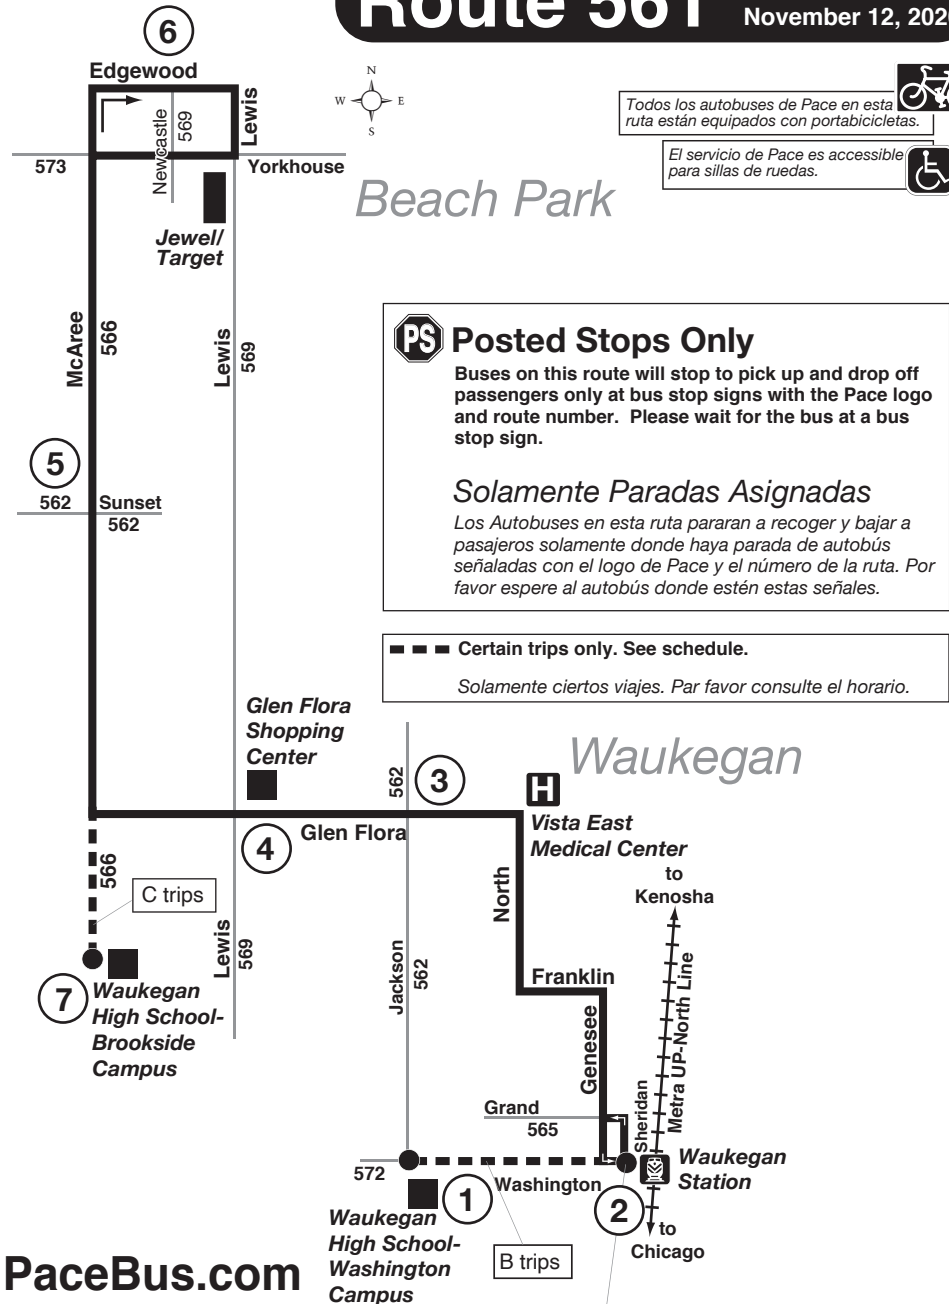 Route 561
November 12, 202
6
Edgewood
Lewis
Newcastle
569
N
W E
S
Todos los autobuses de Pace en esta
ruta están equipados con portabicicletas.
El servicio de Pace es accessible
para sillas de ruedas.
573
Yorkhouse
Beach Park
Jewel/
Target
McAree
566
Lewis
569
PS Posted Stops Only
Buses on this route will stop to pick up and drop off
passengers only at bus stop signs with the Pace logo
and route number. Please wait for the bus at a bus
stop sign.
Solamente Paradas Asignadas
Los Autobuses en esta ruta pararan a recoger y bajar a
pasajeros solamente donde haya parada de autobús
señaladas con el logo de Pace y el número de la ruta. Por
favor espere al autobús donde estén estas señales.
5
562 Sunset
562
Certain trips only. See schedule.
Solamente ciertos viajes. Par favor consulte el horario.
Glen Flora
Shopping
Center
Waukegan
562
3
H
Vista East
Medical Center
4
Glen Flora
566
C trips
North
to
Kenosha
Lewis
569
Jackson
562
Franklin
Genesee
Metra UP-North Line
Sheridan
7
Waukegan
High School-
Brookside
Campus
Grand
565
572
1
Washington
2
Waukegan
Station
Waukegan
High School-
Washington
Campus
B trips
to
Chicago
PaceBus.com